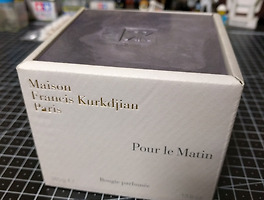 Maison
Francis Kurkdjian
Paris
Pour le Matin
Bougie parfumée